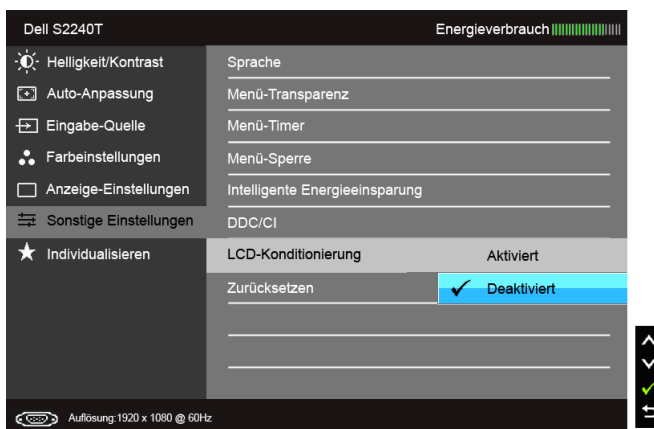 Dell S2240T
Energieverbrauch
Helligkeit/Kontrast
Auto-Anpassung
Eingabe-Quelle
Farbeinstellungen
Anzeige-Einstellungen
Sonstige Einstellungen
Individualisieren
Sprache
Menü-Transparenz
Menü-Timer
Menü-Sperre
Intelligente Energieeinsparung
DDC/CI
LCD-Konditionierung
Aktiviert
Zurücksetzen
Deaktiviert
Auflösung:1920 x 1080 @ 60Hz